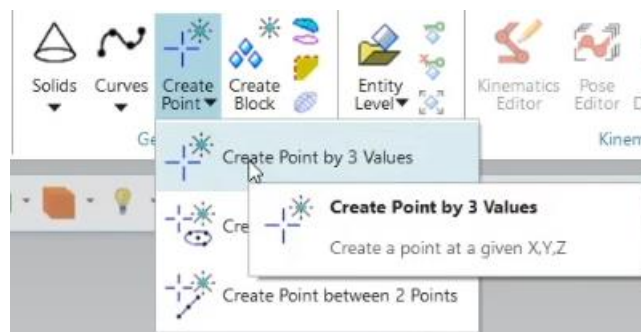 Solids Curves Create Point Create Block Entity Level Kinematics Editor Pose Editor D
Ge Kinem
Create Point by 3 Values
Create Point by 3 Values
Cre
Create a point at a given X,Y,Z
Create Point between 2 Points